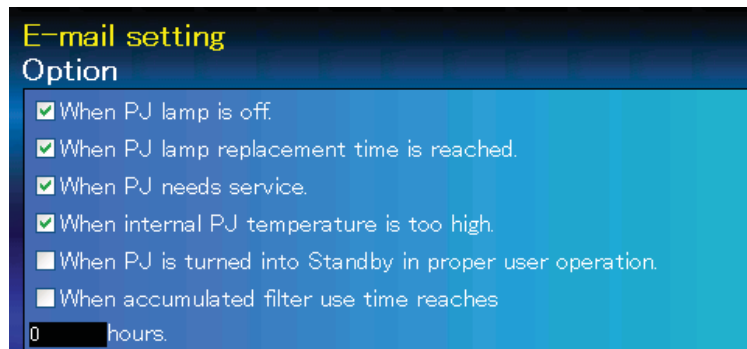 E-mail setting
Option
When PJ lamp is off.
When PJ lamp replacement time is reached.
When PJ needs service.
When internal PJ temperature is too high.
When PJ is turned into Standby in proper user operation.
When accumulated filter use time reaches
0 hours.